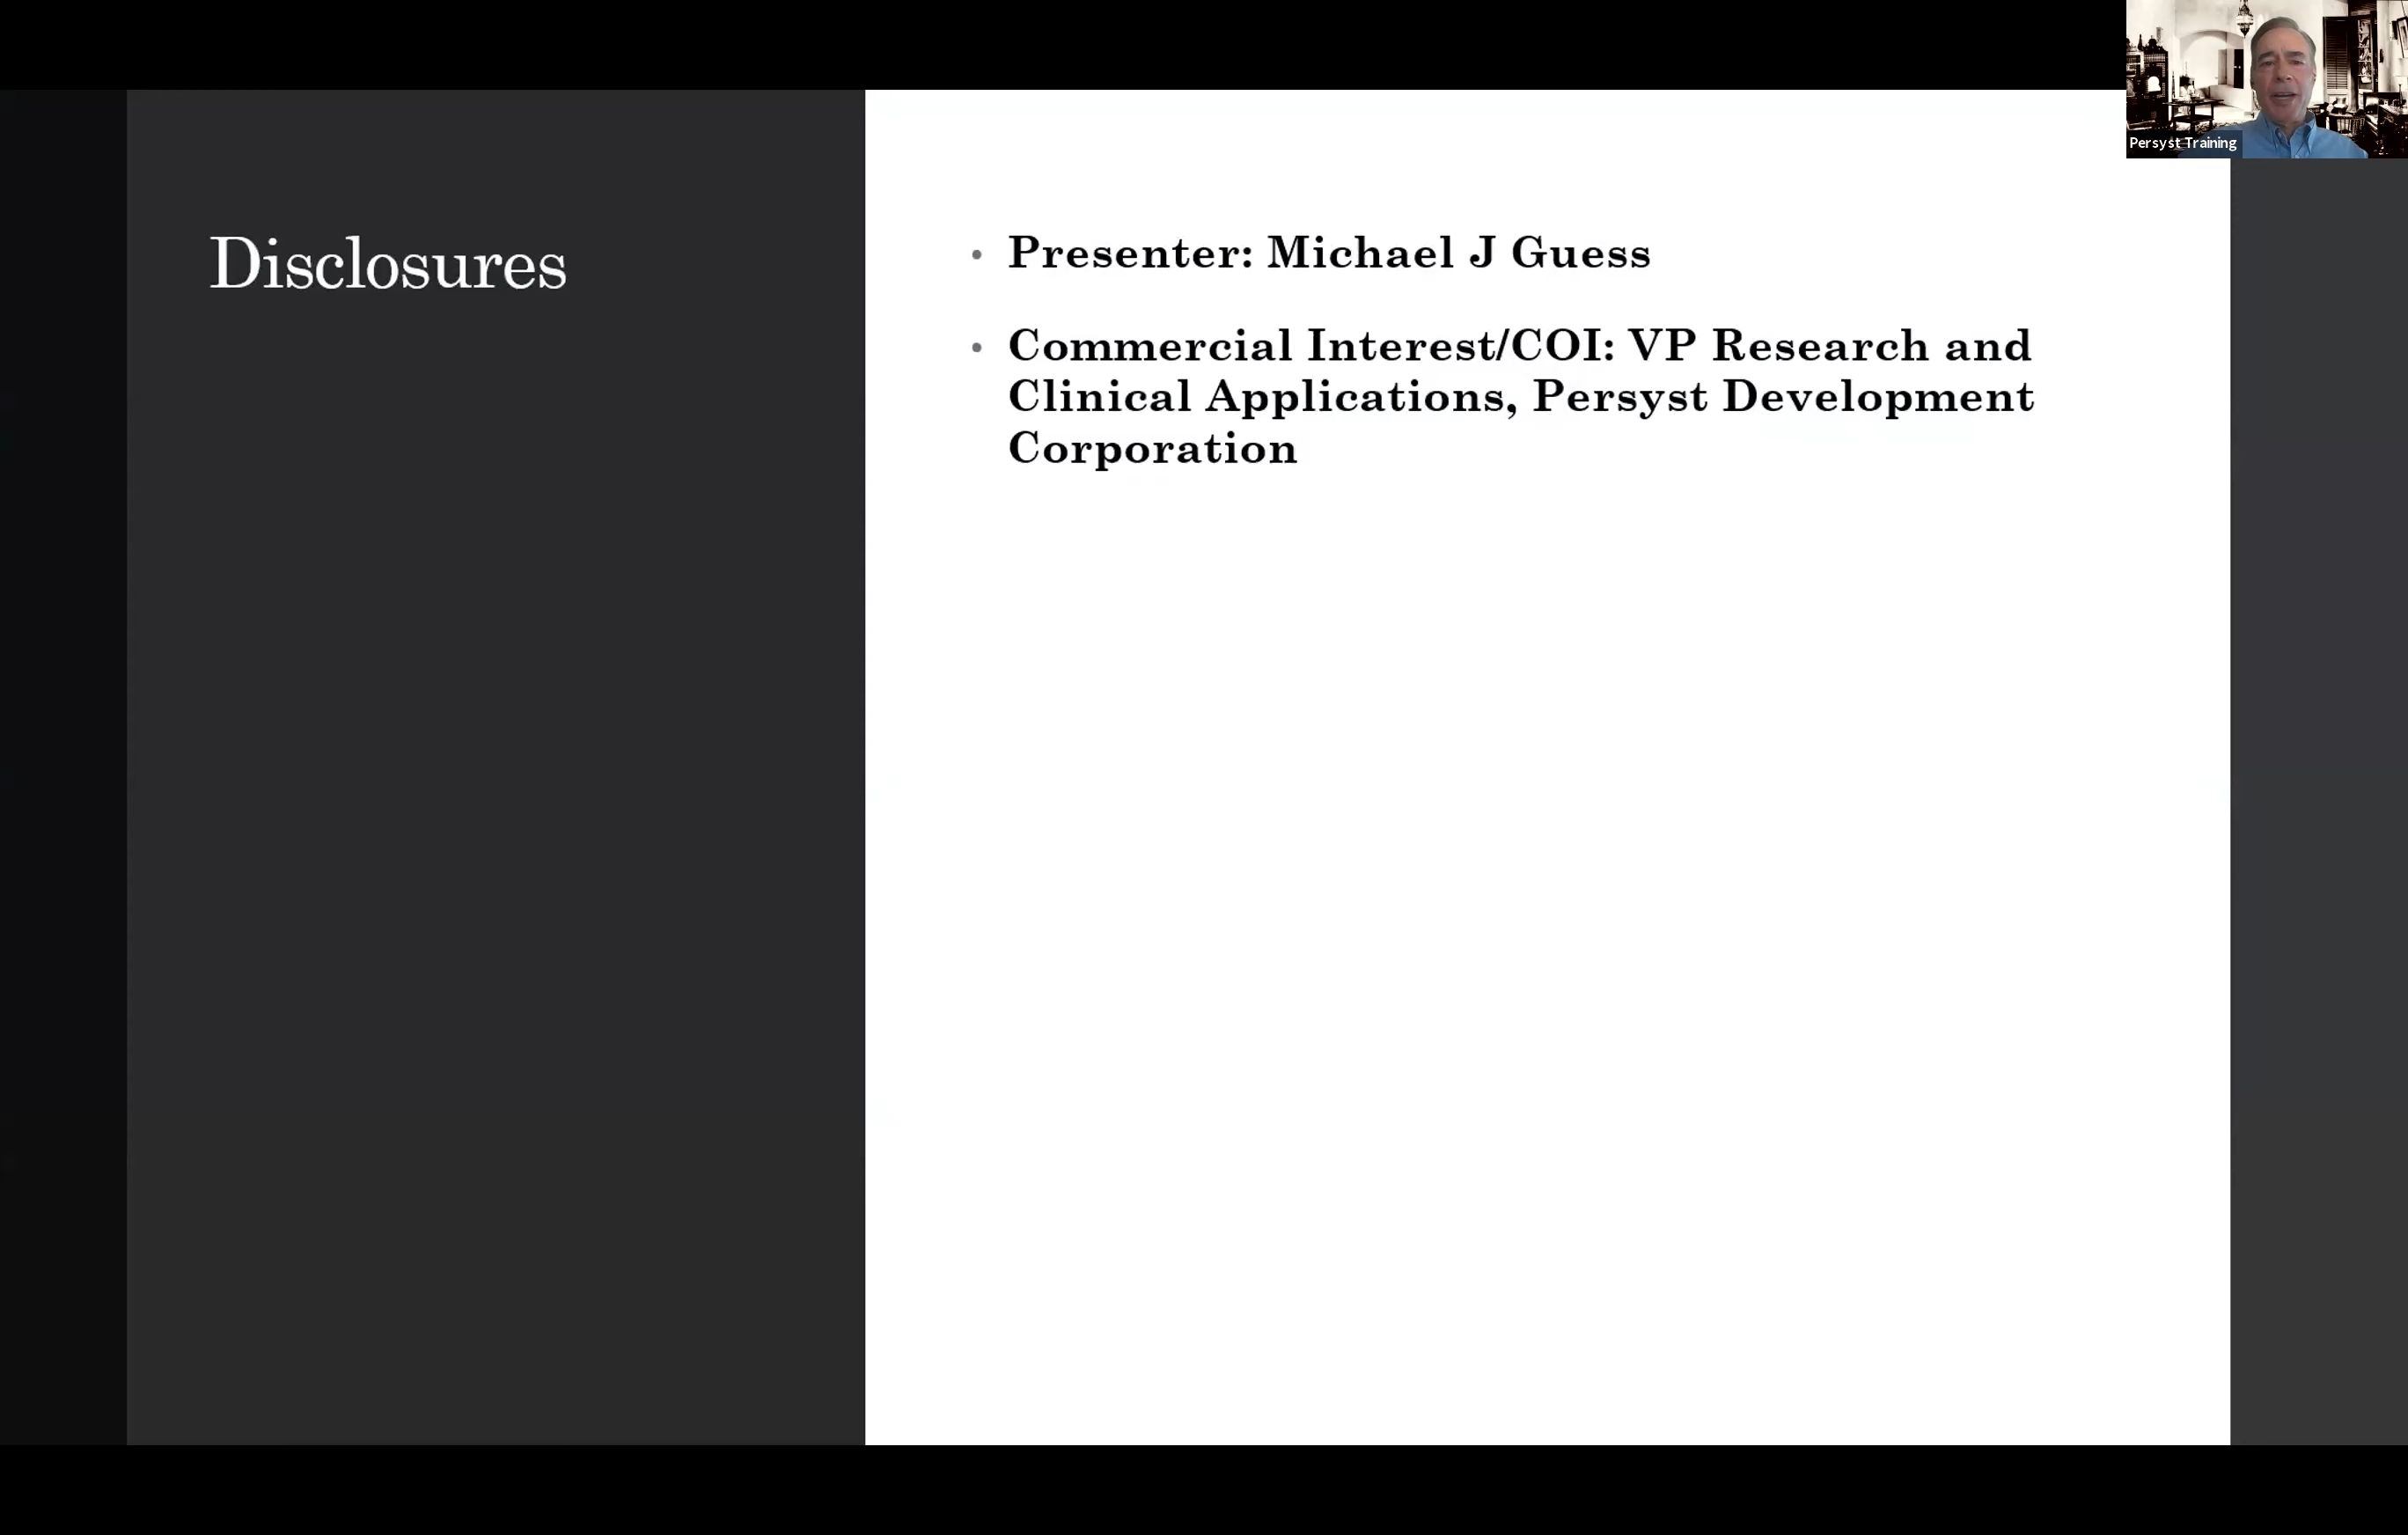 Disclosures
Presenter: Michael J Guess
Commercial Interest/COI: VP Research and
Clinical Applications, Persyst Development
Corporation
Persyst Training